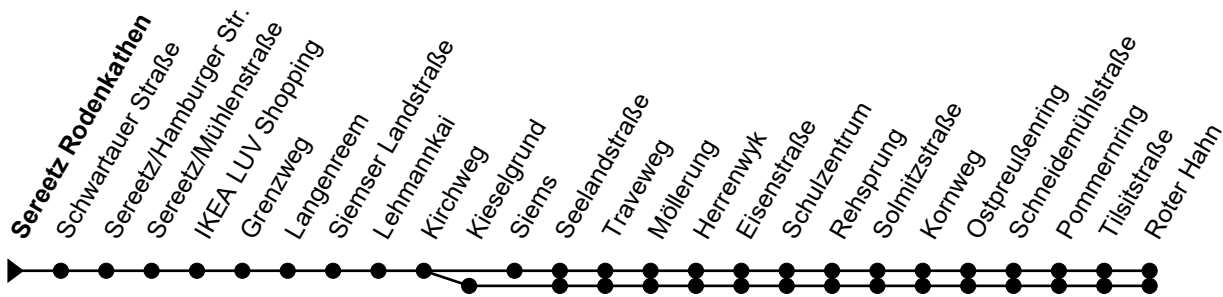 Sereetz Rodenkathen
Schwartauer Straße
Sereetz/Hamburger Str.
Sereetz/Mühlenstraße
IKEA LUV Shopping
Grenzweg
Langenreem
Siemser Landstraße
Lehmannkai
Kirchweg
Kieselgrund
Siems
Seelandstraße
Traveweg
Möllerung
Herrenwyk
Eisenstraße
Schulzentrum
Rehsprung
Solmitzstraße
Kornweg
Ostpreußenring
Schneidemühlstraße
Pommernring
Tilsitstraße
Roter Hahn